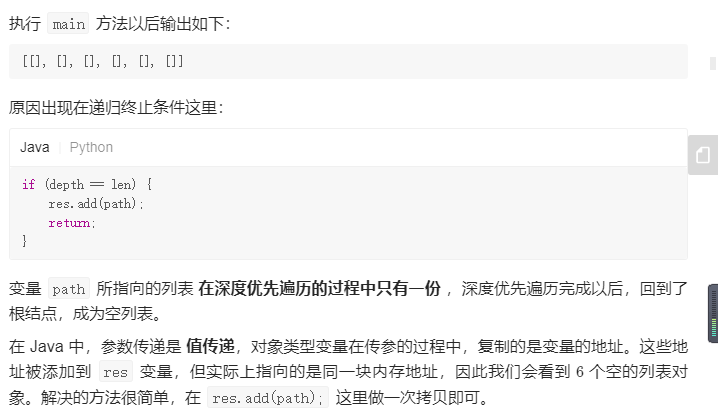 执行 main 方法以后输出如下：
[[], [], [], [], [], []]
原因出现在递归终止条件这里：
Java Python
if (depth == len) {
    res.add(path);
    return;
}
变量 path 所指向的列表 在深度优先遍历的过程中只有一份 ，深度优先遍历完成以后，回到了
根结点，成为空列表。
在 Java 中，参数传递是 值传递，对象类型变量在传参的过程中，复制的是变量的地址。这些地
址被添加到 res 变量，但实际上指向的是同一块内存地址，因此我们会看到 6 个空的列表对
象。解决的方法很简单，在 res.add(path); 这里做一次拷贝即可。